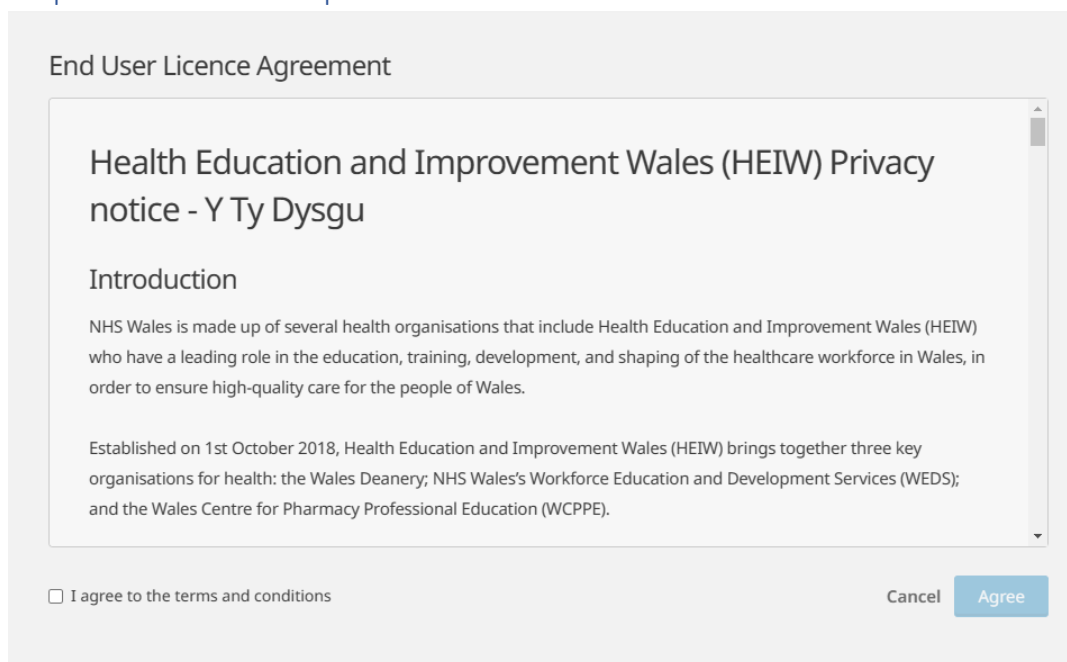 End User Licence Agreement
Health Education and Improvement Wales (HEIW) Privacy
notice - Y Ty Dysgu
Introduction
NHS Wales is made up of several health organisations that include Health Education and Improvement Wales (HEIW)
who have a leading role in the education, training, development, and shaping of the healthcare workforce in Wales, in
order to ensure high-quality care for the people of Wales.
Established on 1st October 2018, Health Education and Improvement Wales (HEIW) brings together three key
organisations for health: the Wales Deanery; NHS Wales's Workforce Education and Development Services (WEDS);
and the Wales Centre for Pharmacy Professional Education (WCPPE).
I agree to the terms and conditions
Cancel Agree